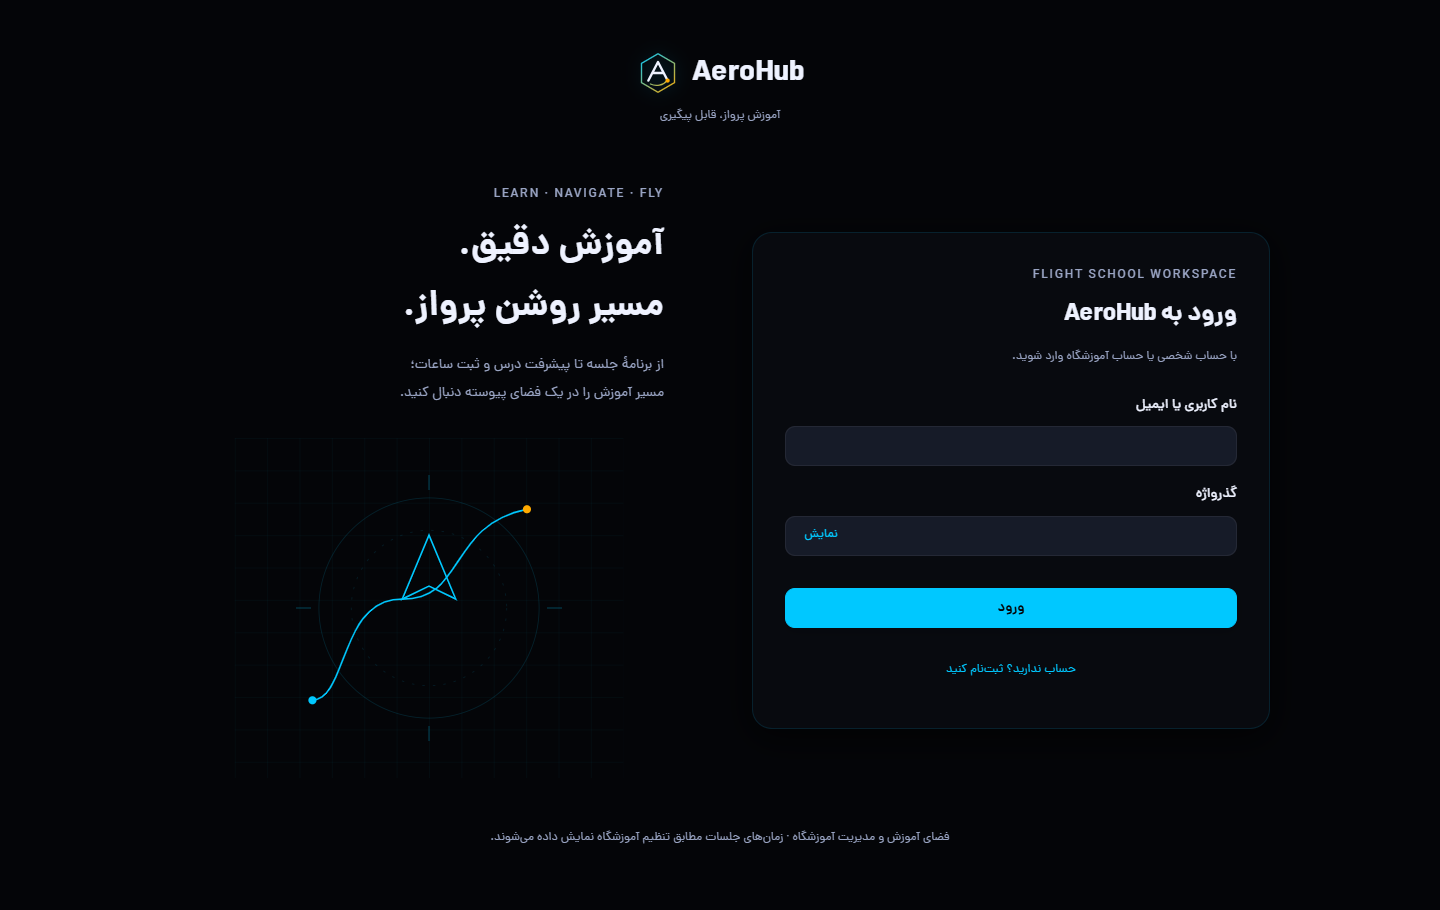 AeroHub
آموزش پرواز، قابل پیگیری
FLIGHT SCHOOL WORKSPACE
ورود به AeroHub
با حساب شخصی یا حساب آموزشگاه وارد شوید.
نام کاربری یا ایمیل
گذرواژه
نمایش
ورود
حساب ندارید؟ ثبت‌نام کنید
LEARN · NAVIGATE · FLY
آموزش دقیق.
مسیر روشن پرواز.
از برنامهٔ جلسه تا پیشرفت درس و ثبت ساعات؛
مسیر آموزش را در یک فضای پیوسته دنبال کنید.
فضای آموزش و مدیریت آموزشگاه · زمان‌های جلسات مطابق تنظیم آموزشگاه نمایش داده می‌شوند.